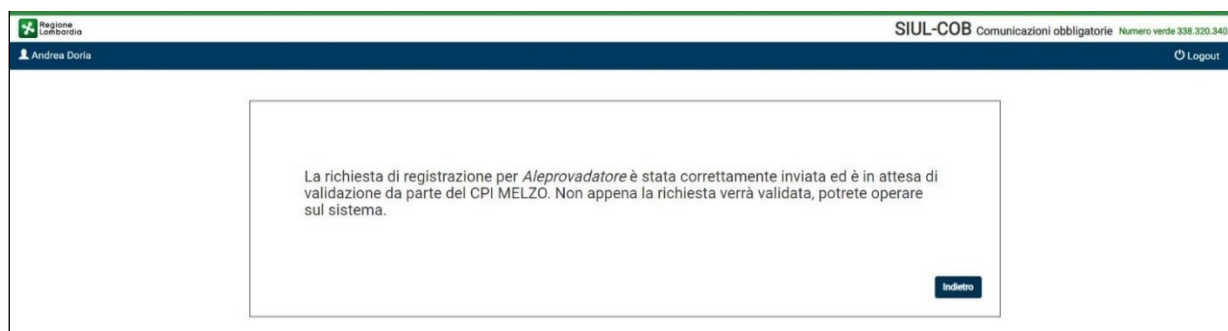 Regione
Lombardia
SIUL-COB Comunicazioni obbligatorie Numero verde 338.320.340
Andrea Doria
Logout
La richiesta di registrazione per Aleprovadatore è stata correttamente inviata ed è in attesa di
validazione da parte del CPI MELZO. Non appena la richiesta verrà validata, potrete operare
sul sistema.
Indietro